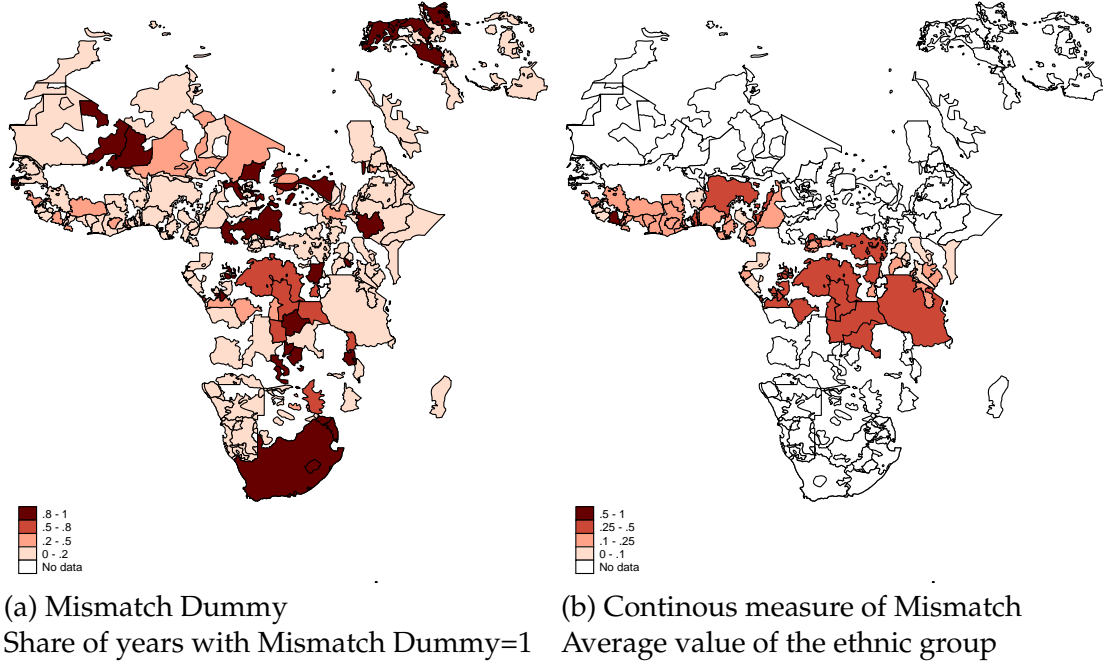 .8 - 1
.5 - .8
.2 - .5
0 - .2
No data
.5 - 1
.25 - .5
.1 - .25
0 - .1
No data
(a) Mismatch Dummy
Share of years with Mismatch Dummy=1
(b) Continous measure of Mismatch
Average value of the ethnic group